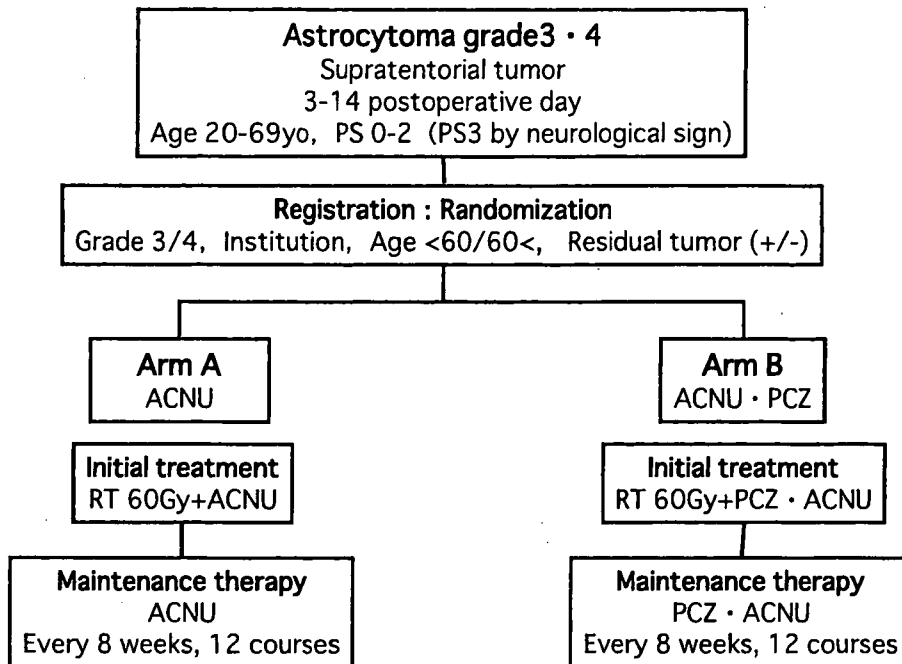 Astrocytoma grade3・4
Supratentorial tumor
3-14 postoperative day
Age 20-69yo, PS 0-2 (PS3 by neurological sign)
Registration : Randomization
Grade 3/4, Institution, Age <60/60<, Residual tumor (+/-)
Arm A
ACNU
Arm B
ACNU・PCZ
Initial treatment
RT 60Gy+ACNU
Initial treatment
RT 60Gy+PCZ・ACNU
Maintenance therapy
ACNU
Every 8 weeks, 12 courses
Maintenance therapy
PCZ・ACNU
Every 8 weeks, 12 courses